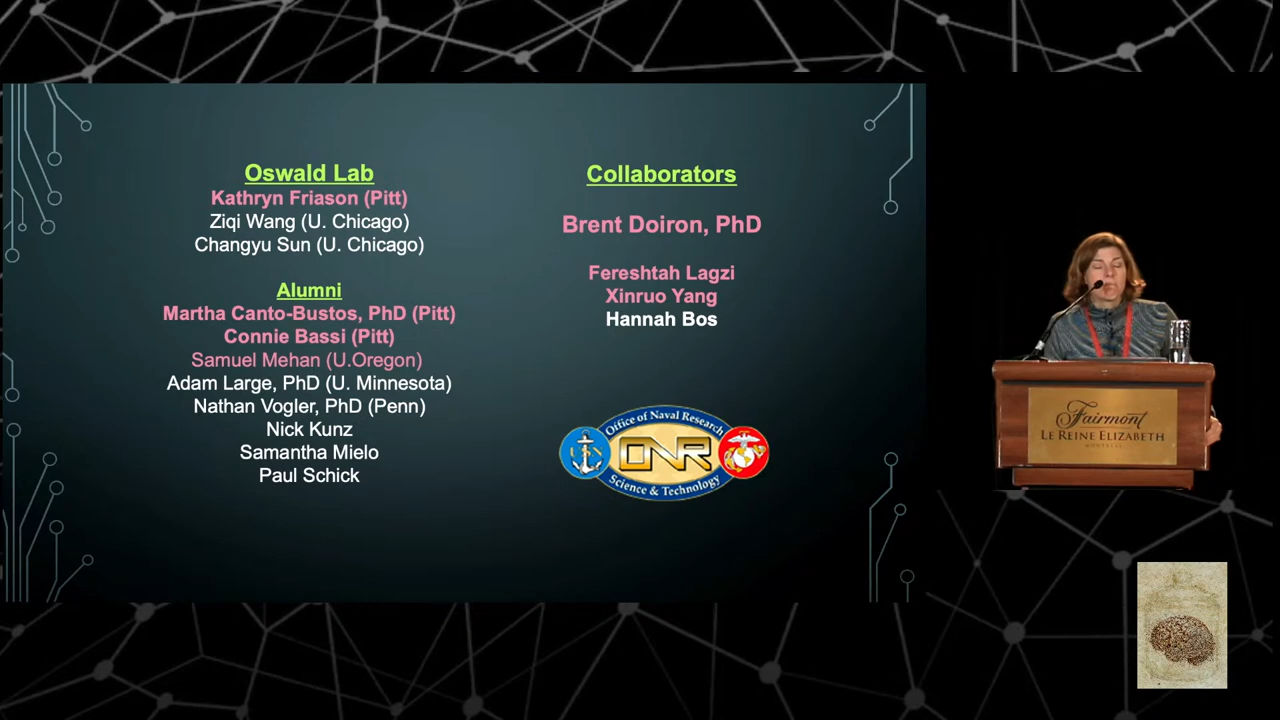 Oswald Lab
Kathryn Friason (Pitt)
Ziqi Wang (U. Chicago)
Changyu Sun (U. Chicago)
Alumni
Martha Canto-Bustos, PhD (Pitt)
Connie Bassi (Pitt)
Samuel Mehan (U.Oregon)
Adam Large, PhD (U. Minnesota)
Nathan Vogler, PhD (Penn)
Nick Kunz
Samantha Mielo
Paul Schick
Collaborators
Brent Doiron, PhD
Fereshtah Lagzi
Xinruo Yang
Hannah Bos
Office of Naval Research
ONR
Science & Technology
Fairmont
LE REINE ELIZABETH
MONTREAL